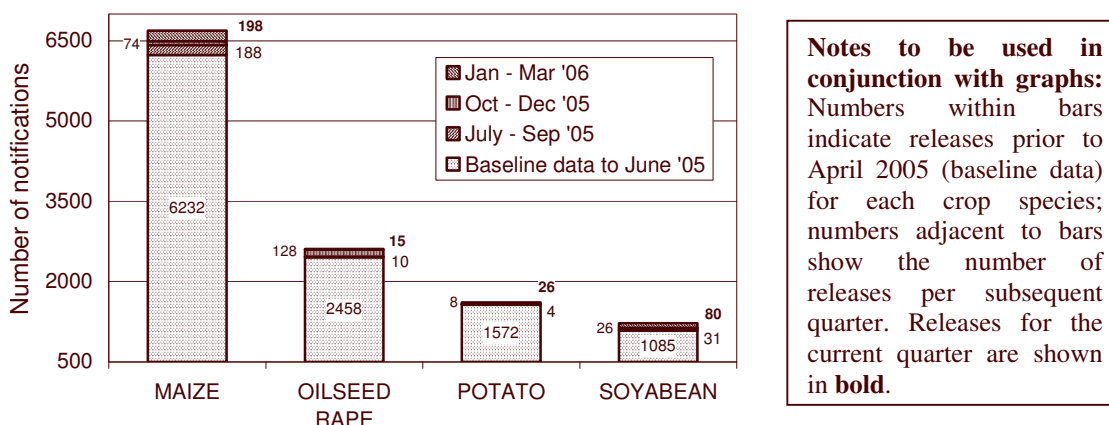 Number of notifications
6500
5000
3500
2000
500
198
74
188
6232
15
128
10
2458
26
8
4
1572
80
26
31
1085
Jan - Mar '06
Oct - Dec '05
July - Sep '05
Baseline data to June '05
MAIZE
OILSEED
RAPE
POTATO
SOYABEAN
Notes to be used in
conjunction with graphs:
Numbers within bars
indicate releases prior to
April 2005 (baseline data)
for each crop species;
numbers adjacent to bars
show the number of
releases per subsequent
quarter. Releases for the
current quarter are shown
in bold.